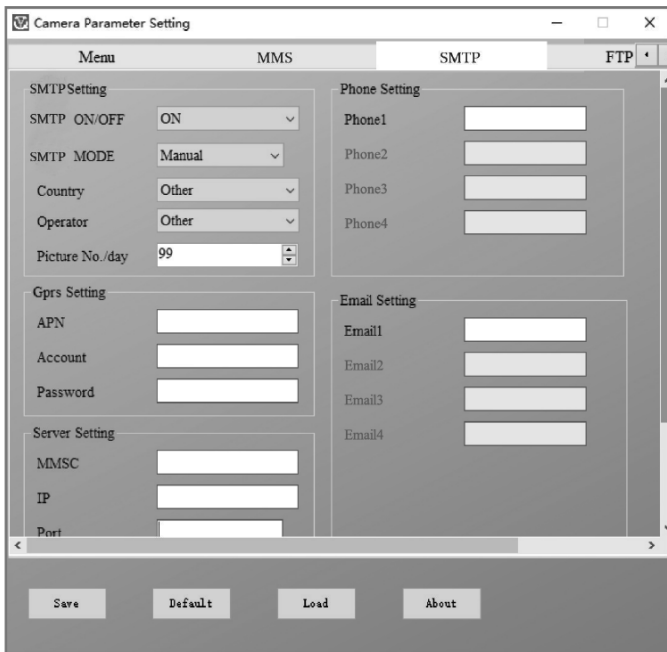 Camera Parameter Setting
Menu MMS SMTP FTP
SMTPSetting
SMTP ON/OFF ON
SMTP MODE Manual
Country Other
Operator Other
Picture No./day 99
Phone Setting
Phone1
Phone2
Phone3
Phone4
Gprs Setting
APN
Account
Password
Email Setting
Email1
Email2
Email3
Email4
Server Setting
MMSC
IP
Port
Save Default Load About